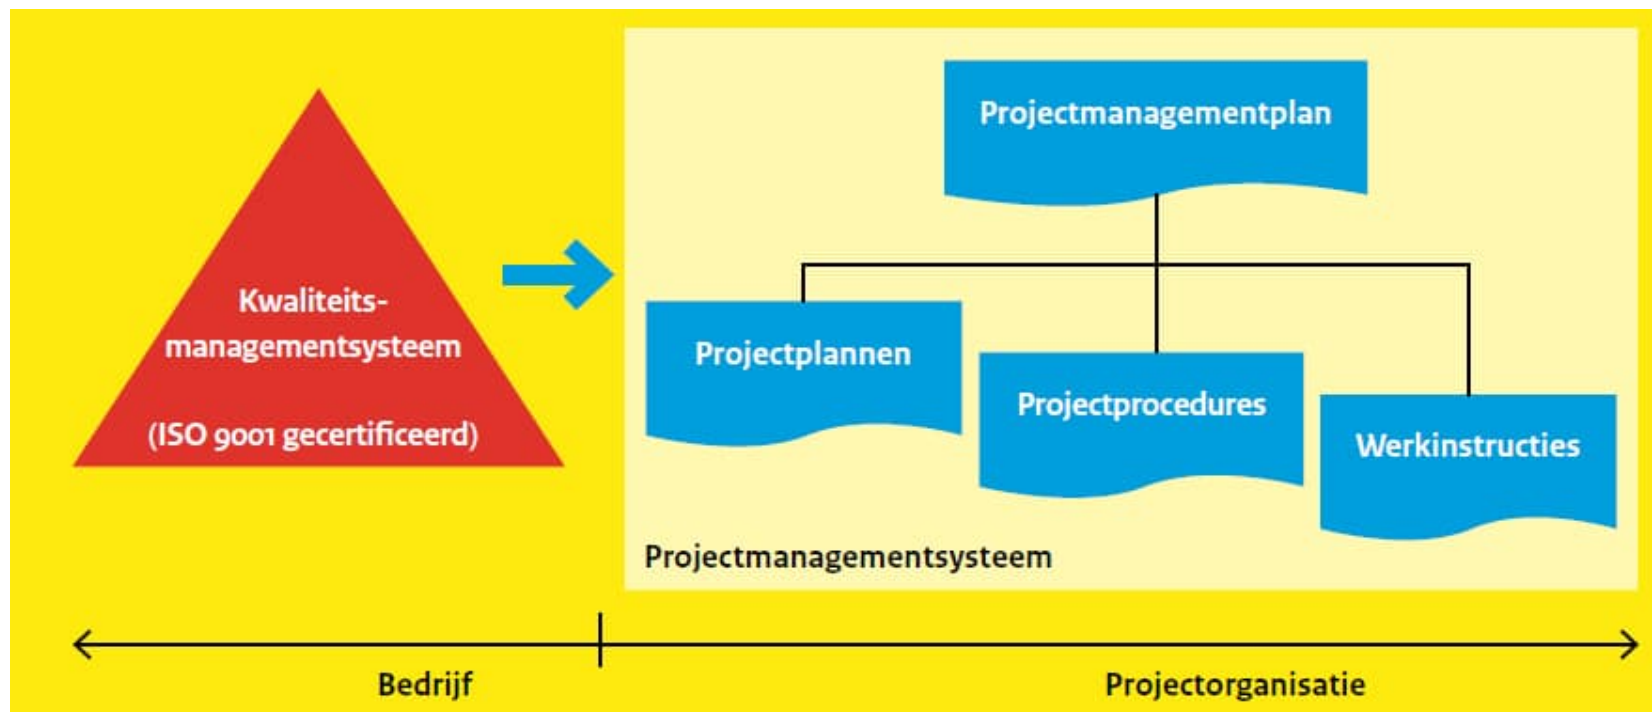 Kwaliteits-
managementsysteem
(ISO 9001 gecertificeerd)
Projectmanagementplan
Projectplannen
Projectprocedures
Werkinstructies
Projectmanagementsysteem
Bedrijf
Projectorganisatie